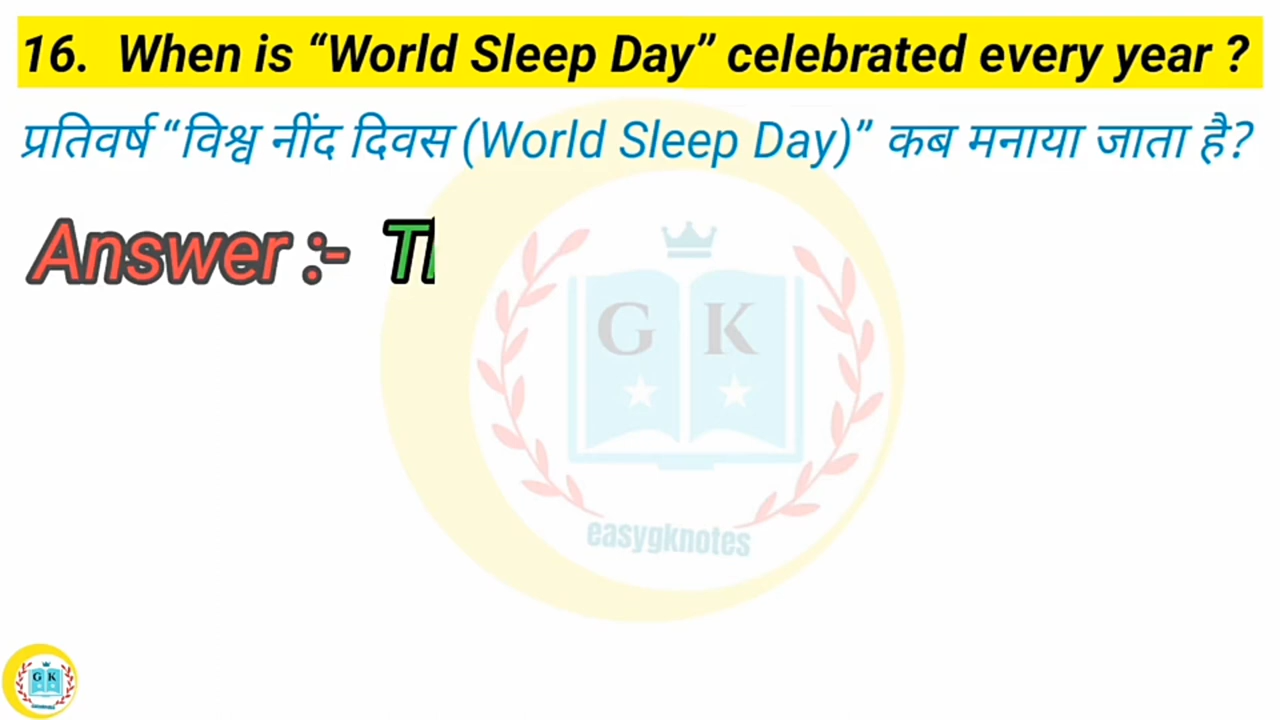 16. When is “World Sleep Day” celebrated every year ?
प्रतिवर्ष “विश्व नींद दिवस (World Sleep Day)” कब मनाया जाता है?
Answer :-
G K
easygknotes
G K